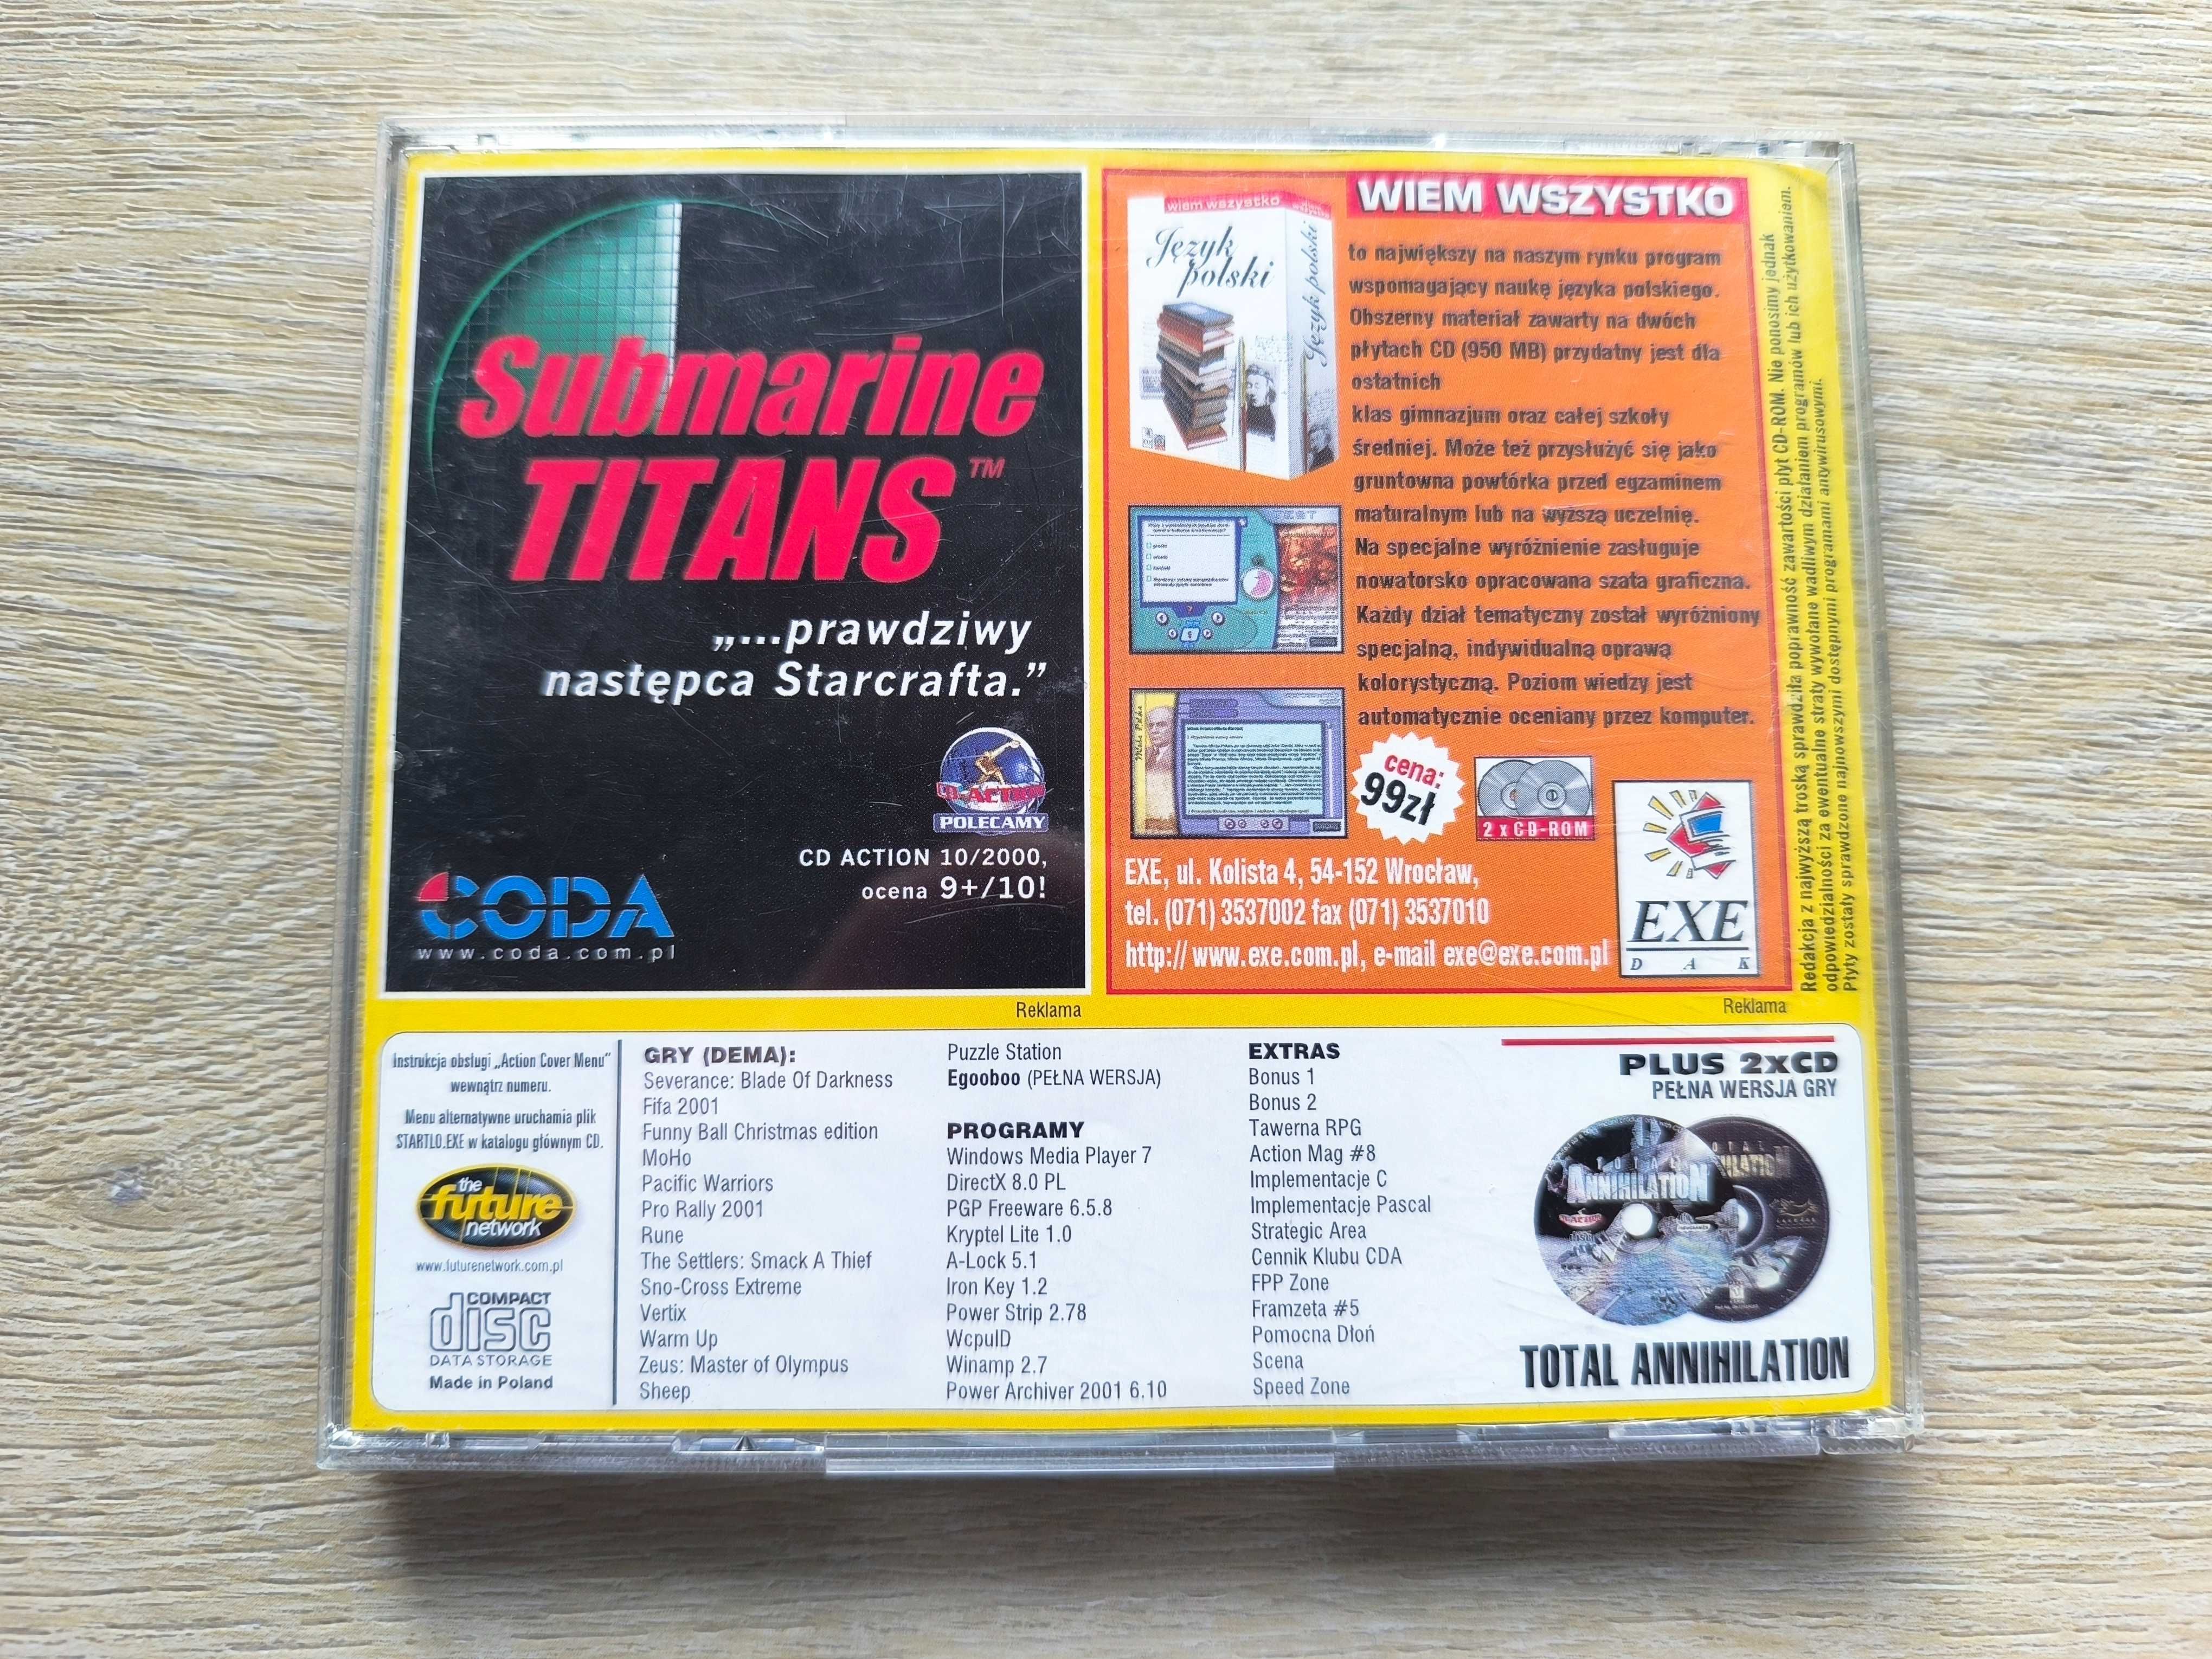 Submarine
TITANS™
„...prawdziwy
następca Starcrafta.”
CD-ACTION
POLECAMY
CD ACTION 10/2000,
ocena 9+/10!
CODA
www.coda.com.pl
Reklama
WIEM WSZYSTKO
wiem wszystko
Język
polski
Język polski
to największy na naszym rynku program
wspomagający naukę języka polskiego.
Obszerny materiał zawarty na dwóch
płytach CD (950 MB) przydatny jest dla
ostatnich
klas gimnazjum oraz całej szkoły
średniej. Może też przysłużyć się jako
gruntowna powtórka przed egzaminem
maturalnym lub na wyższą uczelnię.
Na specjalne wyróżnienie zasługuje
nowatorsko opracowana szata graficzna.
Każdy dział tematyczny został wyróżniony
specjalną, indywidualną oprawą
kolorystyczną. Poziom wiedzy jest
automatycznie oceniany przez komputer.
TEST
cena:
99zł
2 x CD-ROM
EXE, ul. Kolista 4, 54-152 Wrocław,
tel. (071) 3537002 fax (071) 3537010
http:// www.exe.com.pl, e-mail exe@exe.com.pl
EXE
D A K
Reklama
Redakcja z najwyższą troską sprawdziła poprawność zawartości płyt CD-ROM. Nie ponosimy jednak
odpowiedzialności za ewentualne straty wywołane wadliwym działaniem programów lub ich użytkowaniem.
Płyty zostały sprawdzone najnowszymi dostępnymi programami antywirusowymi.
Instrukcja obsługi „Action Cover Menu”
wewnątrz numeru.
Menu alternatywne uruchamia plik
STARTLO.EXE w katalogu głównym CD.
the
future
network
www.futurenetwork.com.pl
COMPACT
disc
DATA STORAGE
Made in Poland
GRY (DEMA):
Severance: Blade Of Darkness
Fifa 2001
Funny Ball Christmas edition
MoHo
Pacific Warriors
Pro Rally 2001
Rune
The Settlers: Smack A Thief
Sno-Cross Extreme
Vertix
Warm Up
Zeus: Master of Olympus
Sheep
Puzzle Station
Egooboo (PEŁNA WERSJA)
PROGRAMY
Windows Media Player 7
DirectX 8.0 PL
PGP Freeware 6.5.8
Kryptel Lite 1.0
A-Lock 5.1
Iron Key 1.2
Power Strip 2.78
WcpuID
Winamp 2.7
Power Archiver 2001 6.10
EXTRAS
Bonus 1
Bonus 2
Tawerna RPG
Action Mag #8
Implementacje C
Implementacje Pascal
Strategic Area
Cennik Klubu CDA
FPP Zone
Framzeta #5
Pomocna Dłoń
Scena
Speed Zone
PLUS 2xCD
PEŁNA WERSJA GRY
TOTAL
ANNIHILATION
TOTAL ANNIHILATION